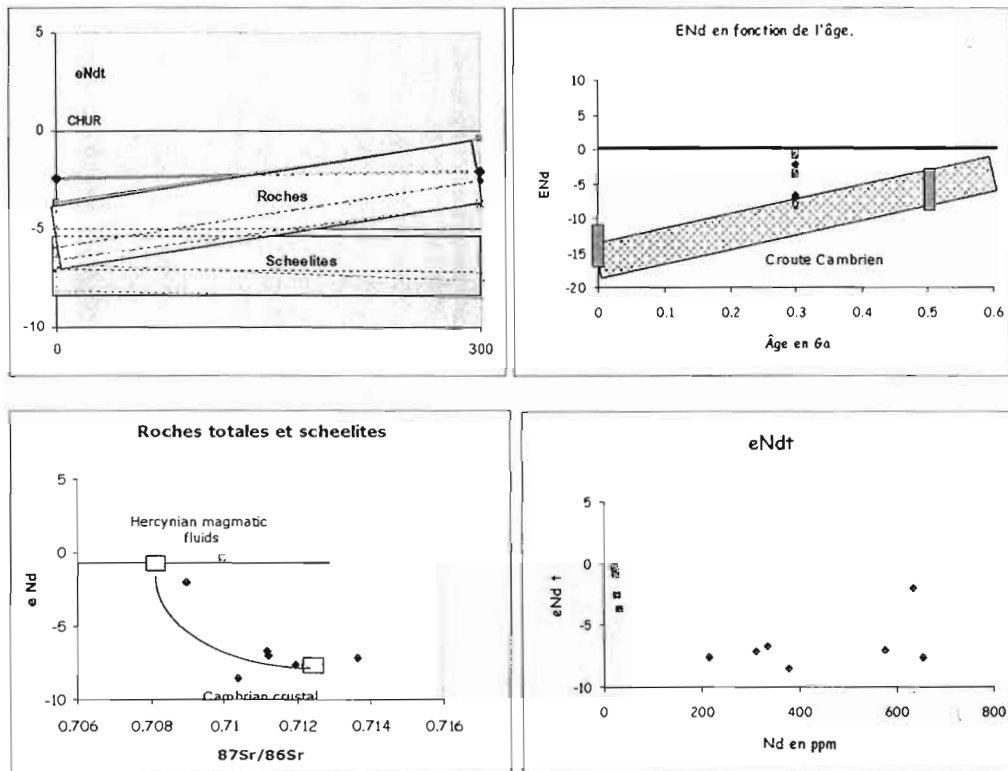 5
eNdt
CHUR
0
Roches
-5
Scheelites
-10
0
300
ENd en fonction de l'âge.
10
5
0
-5
-10
-15
-20
ENd
Croute Cambrien
0
0.1
0.2
0.3
0.4
0.5
0.6
Âge en Ga
Roches totales et scheelites
5
Hercynian magmatic
fluids
0
e Nd
-5
-10
Cambrian crustal
0.706
0.708
0.71
0.712
0.714
0.716
87Sr/86Sr
eNdt
5
0
eNd t
-5
-10
0
200
400
600
800
Nd en ppm